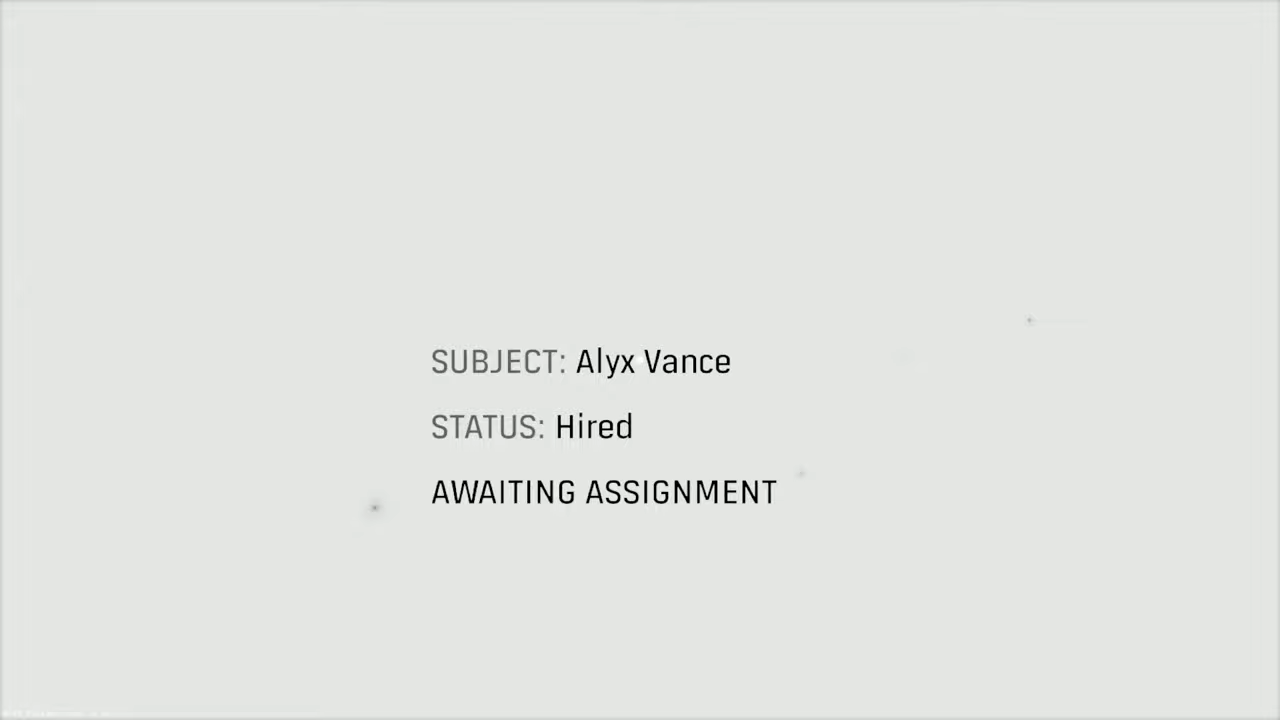 SUBJECT: Alyx Vance
STATUS: Hired
AWAITING ASSIGNMENT